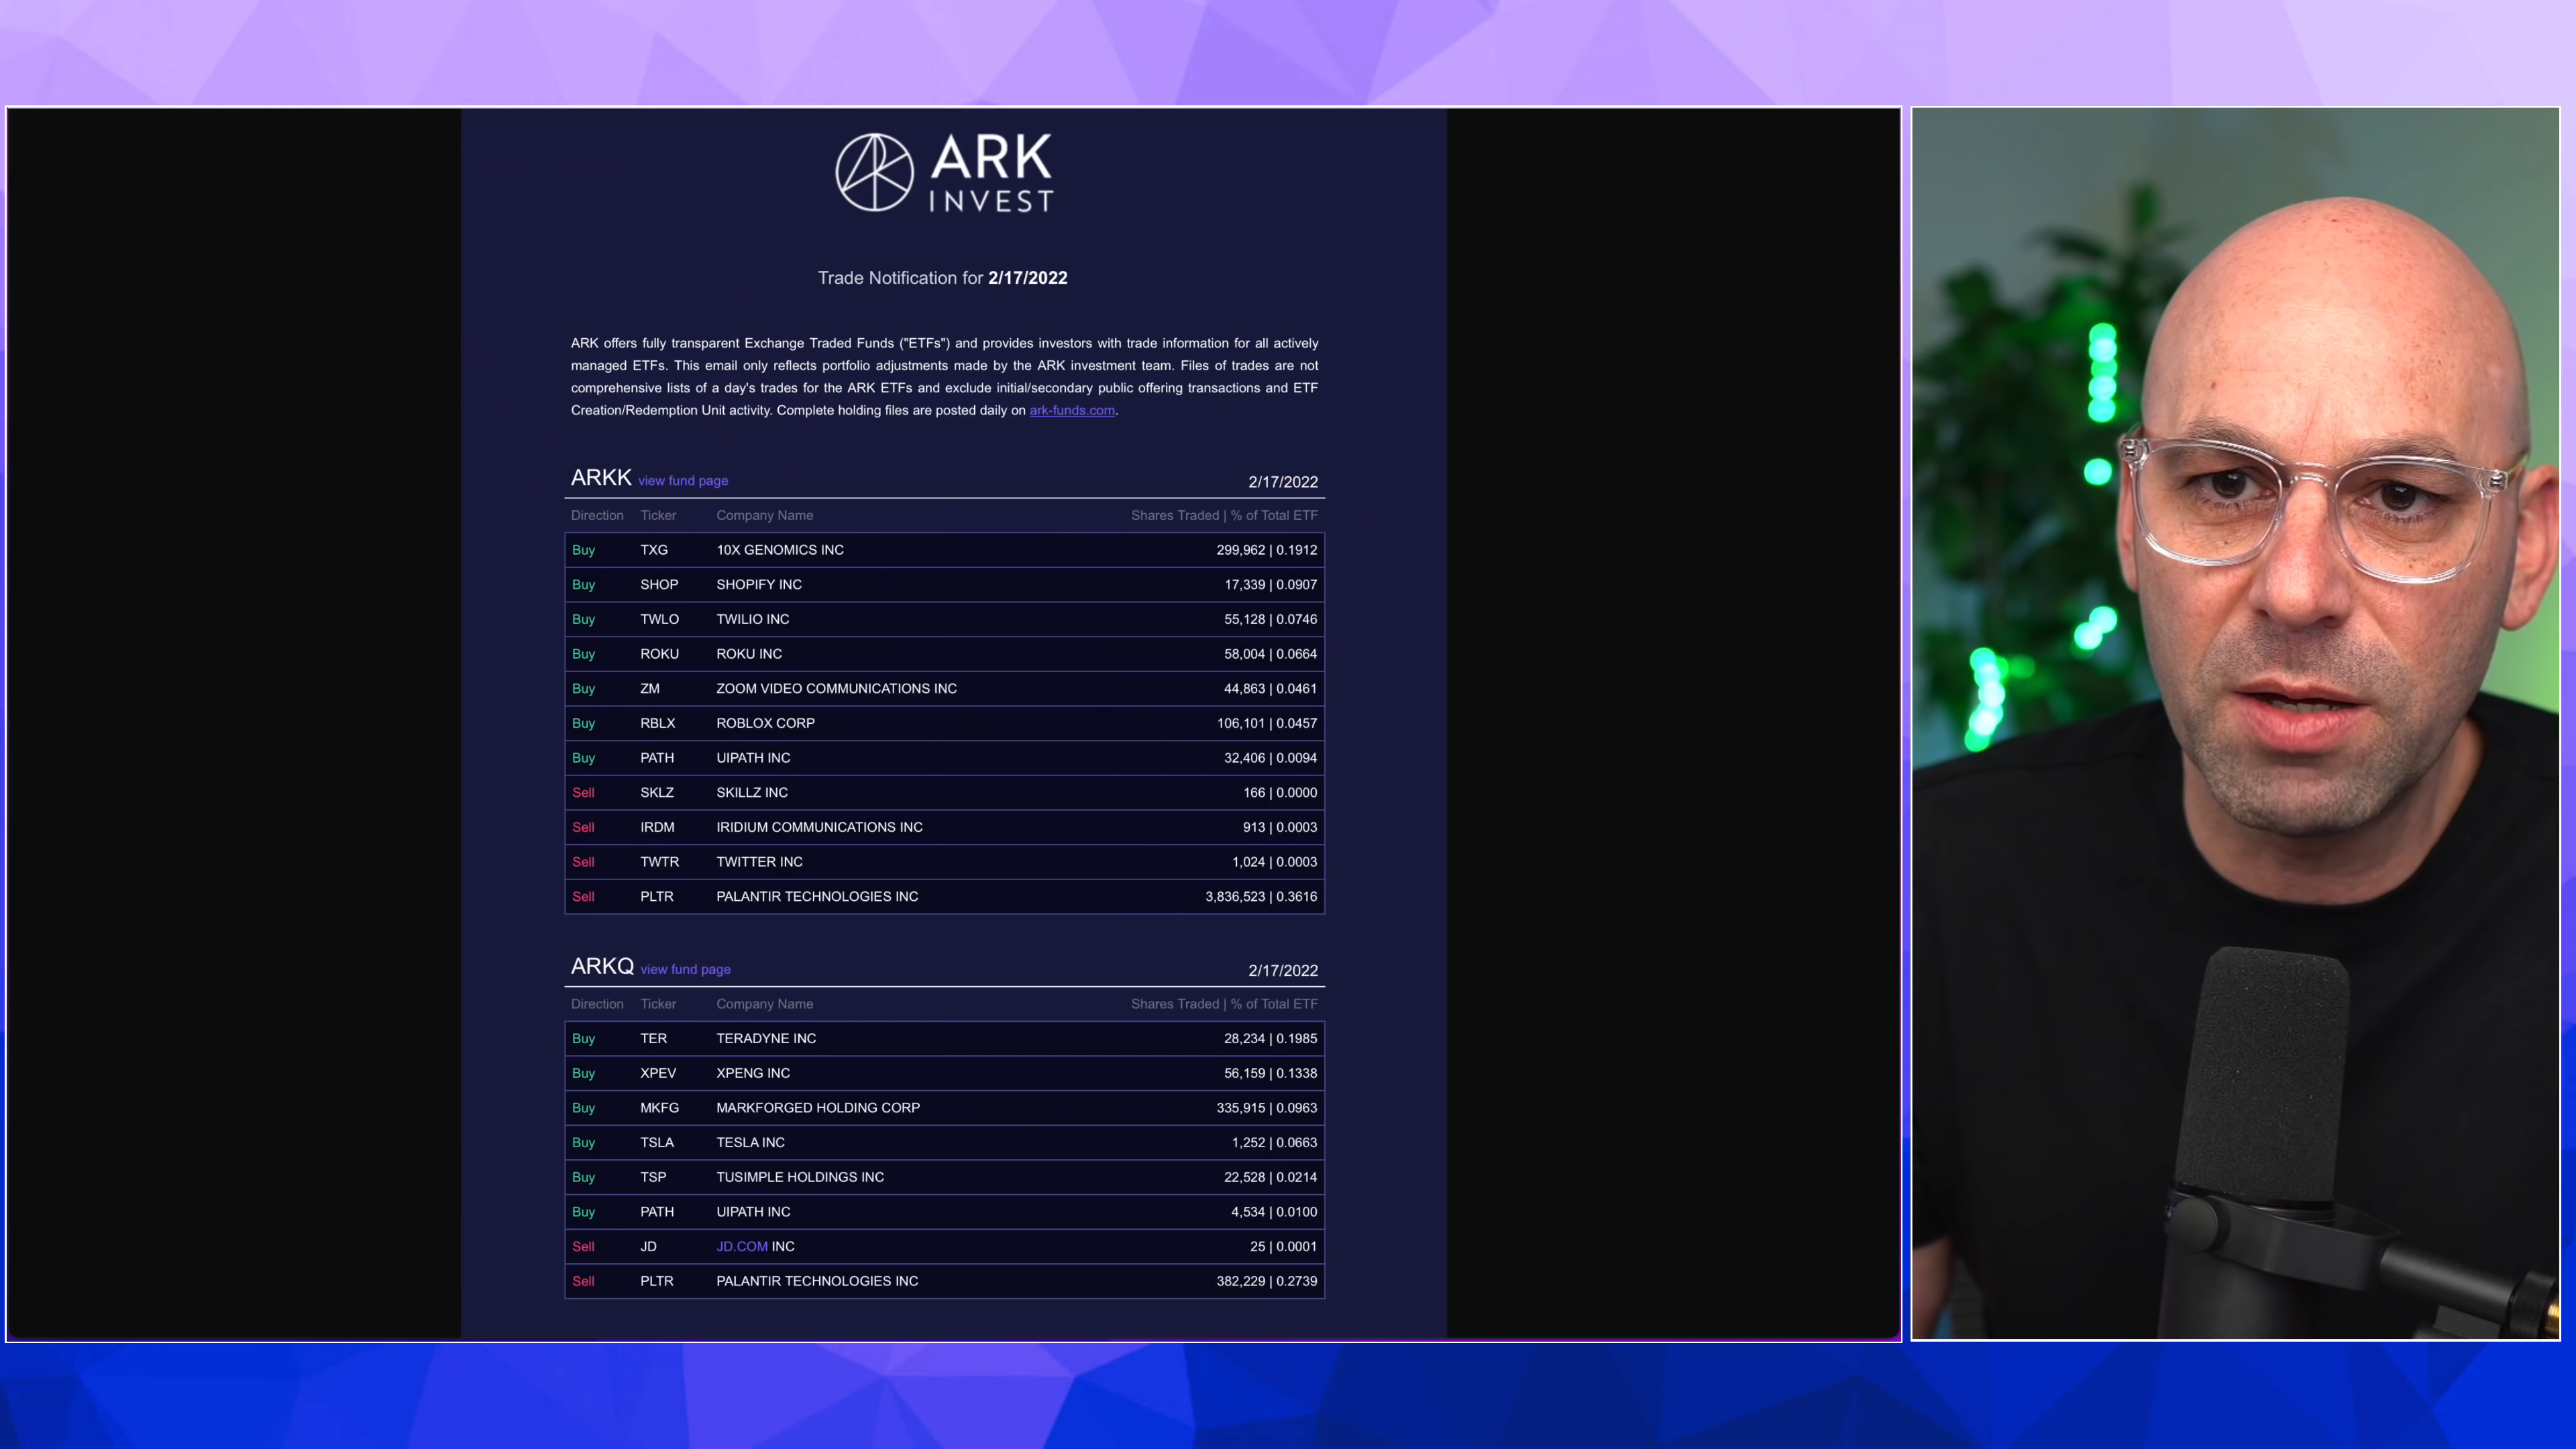 ARK
INVEST
Trade Notification for 2/17/2022
ARK offers fully transparent Exchange Traded Funds ("ETFs") and provides investors with trade information for all actively
managed ETFs. This email only reflects portfolio adjustments made by the ARK investment team. Files of trades are not
comprehensive lists of a day's trades for the ARK ETFs and exclude initial/secondary public offering transactions and ETF
Creation/Redemption Unit activity. Complete holding files are posted daily on ark-funds.com.
ARKK view fund page 2/17/2022
Direction Ticker Company Name Shares Traded | % of Total ETF
Buy TXG 10X GENOMICS INC 299,962 | 0.1912
Buy SHOP SHOPIFY INC 17,339 | 0.0907
Buy TWLO TWILIO INC 55,128 | 0.0746
Buy ROKU ROKU INC 58,004 | 0.0664
Buy ZM ZOOM VIDEO COMMUNICATIONS INC 44,863 | 0.0461
Buy RBLX ROBLOX CORP 106,101 | 0.0457
Buy PATH UIPATH INC 32,406 | 0.0094
Sell SKLZ SKILLZ INC 166 | 0.0000
Sell IRDM IRIDIUM COMMUNICATIONS INC 913 | 0.0003
Sell TWTR TWITTER INC 1,024 | 0.0003
Sell PLTR PALANTIR TECHNOLOGIES INC 3,836,523 | 0.3616
ARKQ view fund page 2/17/2022
Direction Ticker Company Name Shares Traded | % of Total ETF
Buy TER TERADYNE INC 28,234 | 0.1985
Buy XPEV XPENG INC 56,159 | 0.1338
Buy MKFG MARKFORGED HOLDING CORP 335,915 | 0.0963
Buy TSLA TESLA INC 1,252 | 0.0663
Buy TSP TUSIMPLE HOLDINGS INC 22,528 | 0.0214
Buy PATH UIPATH INC 4,534 | 0.0100
Sell JD JD.COM INC 25 | 0.0001
Sell PLTR PALANTIR TECHNOLOGIES INC 382,229 | 0.2739